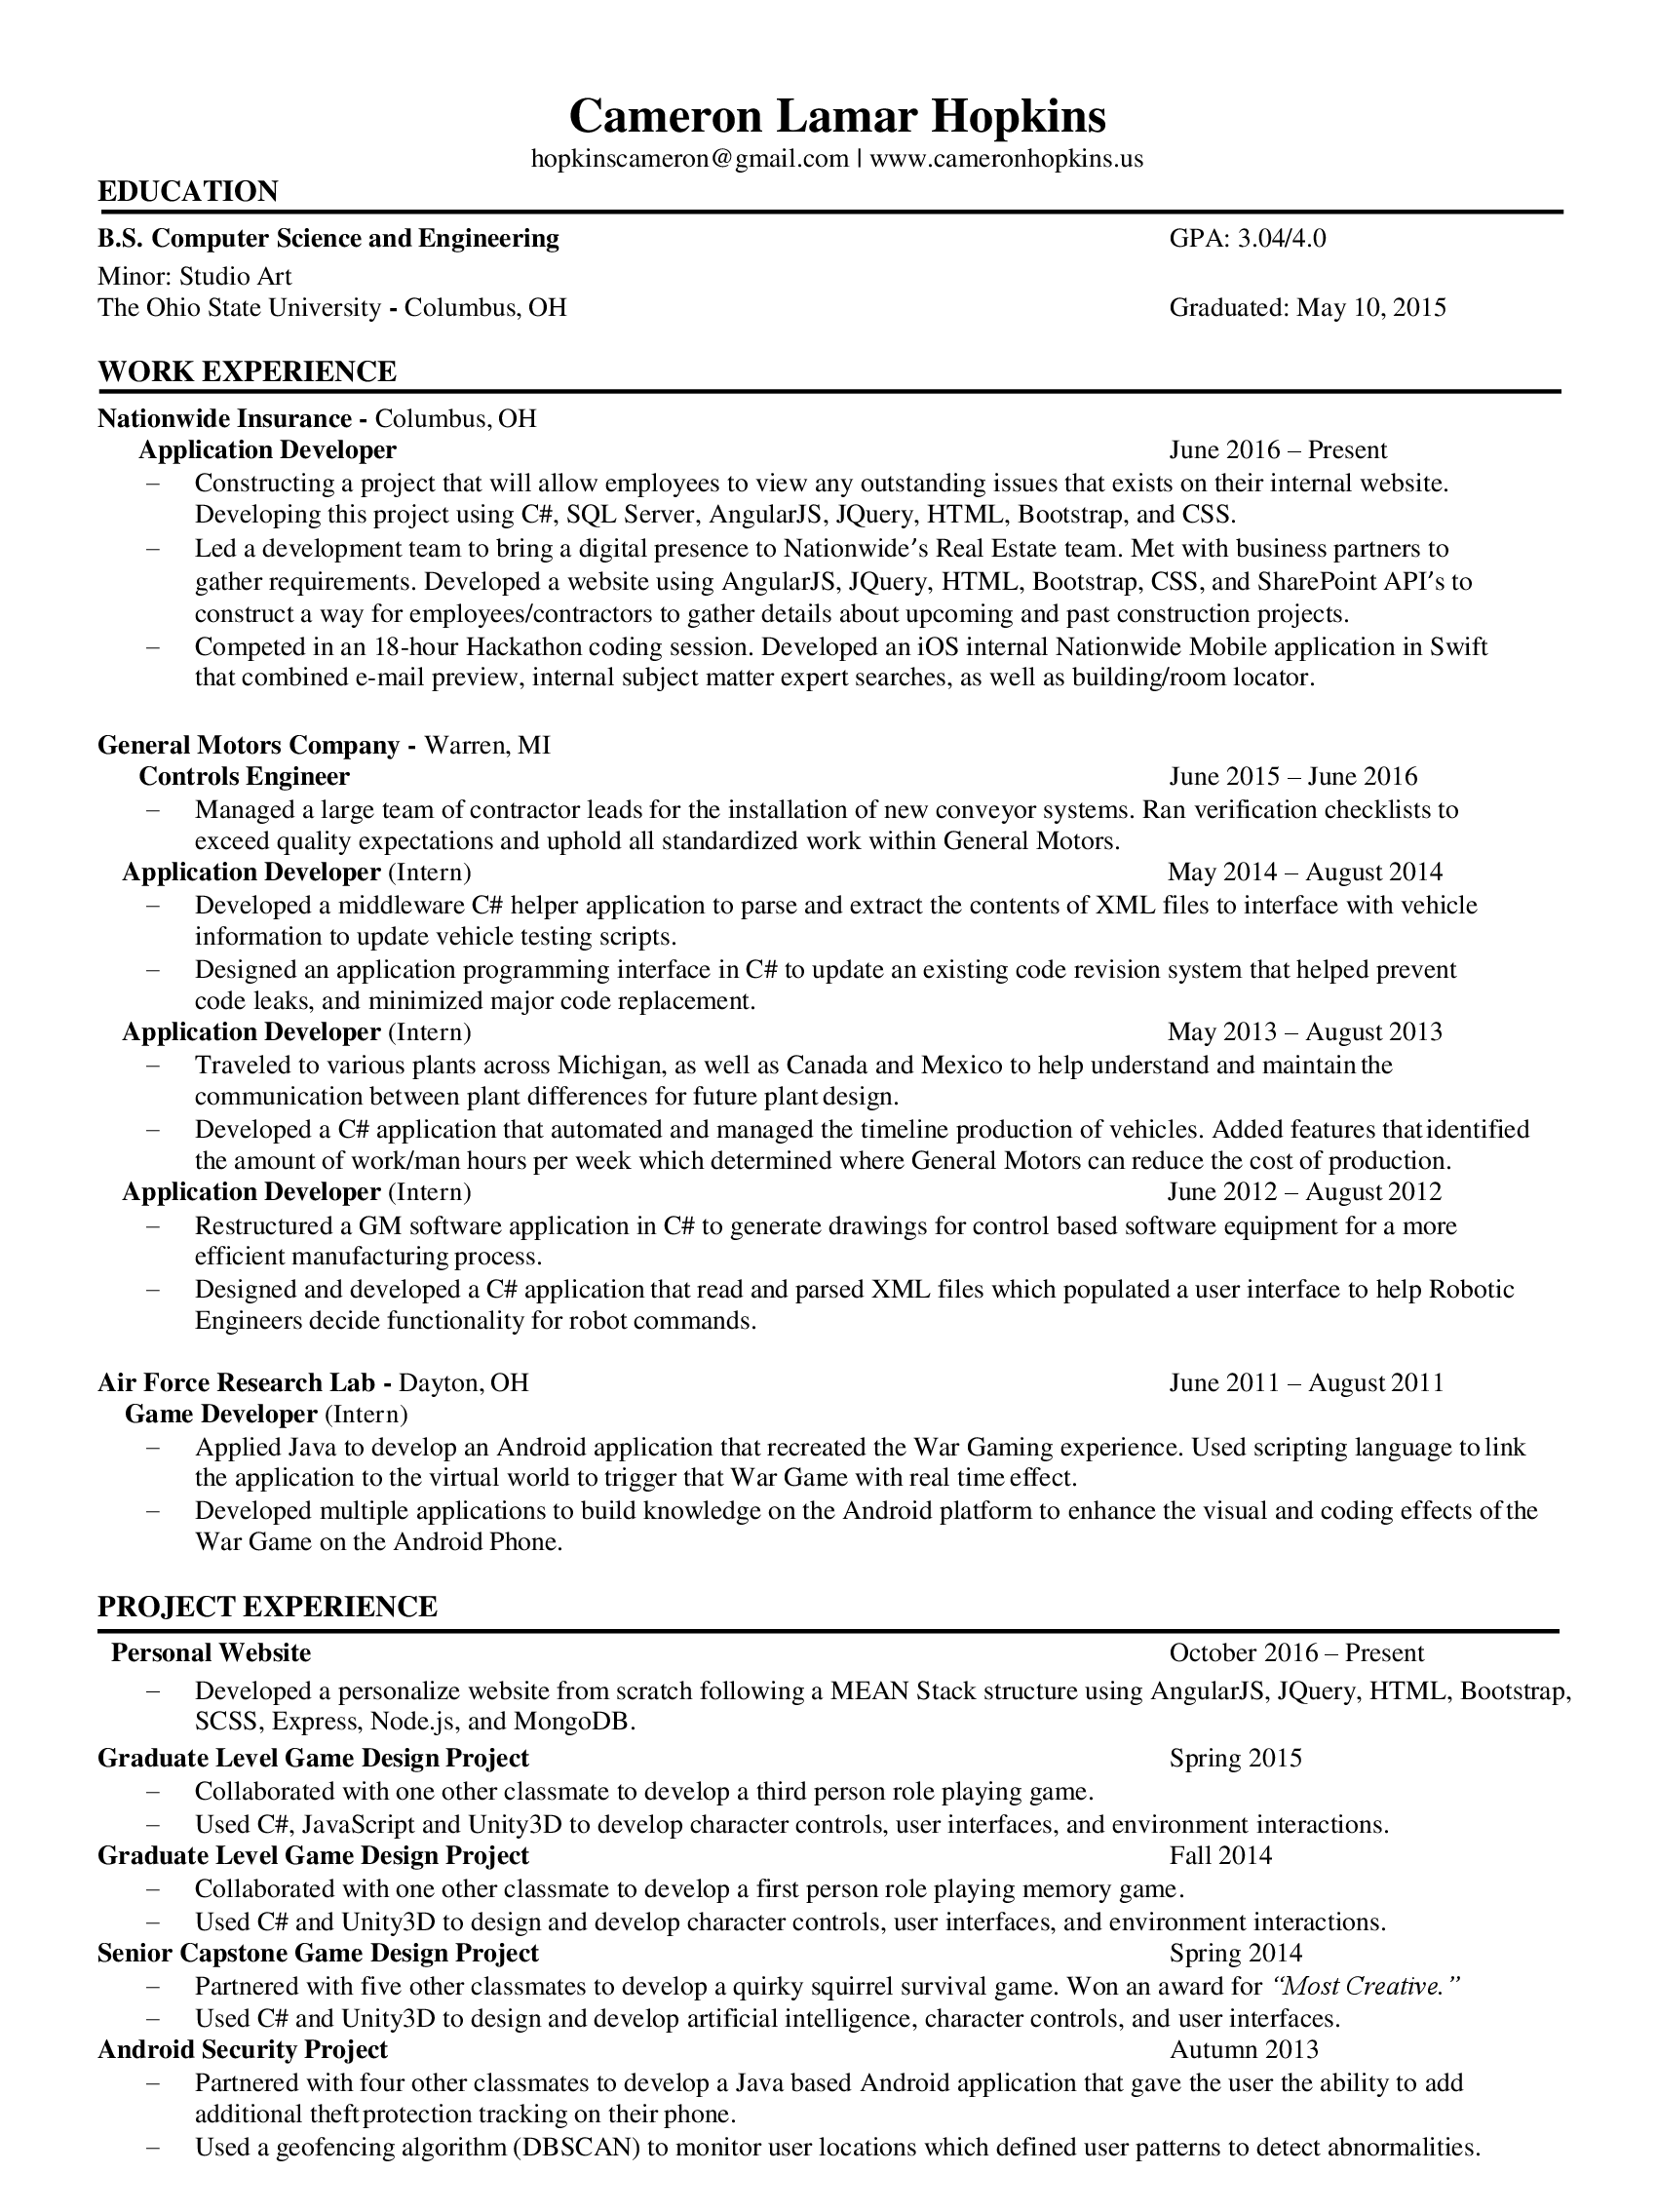 Cameron Lamar Hopkins
hopkinscameron@gmail.com | www.cameronhopkins.us
EDUCATION
B.S. Computer Science and Engineering GPA: 3.04/4.0
Minor: Studio Art
The Ohio State University - Columbus, OH Graduated: May 10, 2015
WORK EXPERIENCE
Nationwide Insurance - Columbus, OH
Application Developer June 2016 – Present
– Constructing a project that will allow employees to view any outstanding issues that exists on their internal website.
Developing this project using C#, SQL Server, AngularJS, JQuery, HTML, Bootstrap, and CSS.
– Led a development team to bring a digital presence to Nationwide’s Real Estate team. Met with business partners to
gather requirements. Developed a website using AngularJS, JQuery, HTML, Bootstrap, CSS, and SharePoint API’s to
construct a way for employees/contractors to gather details about upcoming and past construction projects.
– Competed in an 18-hour Hackathon coding session. Developed an iOS internal Nationwide Mobile application in Swift
that combined e-mail preview, internal subject matter expert searches, as well as building/room locator.
General Motors Company - Warren, MI
Controls Engineer June 2015 – June 2016
– Managed a large team of contractor leads for the installation of new conveyor systems. Ran verification checklists to
exceed quality expectations and uphold all standardized work within General Motors.
Application Developer (Intern) May 2014 – August 2014
– Developed a middleware C# helper application to parse and extract the contents of XML files to interface with vehicle
information to update vehicle testing scripts.
– Designed an application programming interface in C# to update an existing code revision system that helped prevent
code leaks, and minimized major code replacement.
Application Developer (Intern) May 2013 – August 2013
– Traveled to various plants across Michigan, as well as Canada and Mexico to help understand and maintain the
communication between plant differences for future plant design.
– Developed a C# application that automated and managed the timeline production of vehicles. Added features that identified
the amount of work/man hours per week which determined where General Motors can reduce the cost of production.
Application Developer (Intern) June 2012 – August 2012
– Restructured a GM software application in C# to generate drawings for control based software equipment for a more
efficient manufacturing process.
– Designed and developed a C# application that read and parsed XML files which populated a user interface to help Robotic
Engineers decide functionality for robot commands.
Air Force Research Lab - Dayton, OH June 2011 – August 2011
Game Developer (Intern)
– Applied Java to develop an Android application that recreated the War Gaming experience. Used scripting language to link
the application to the virtual world to trigger that War Game with real time effect.
– Developed multiple applications to build knowledge on the Android platform to enhance the visual and coding effects of the
War Game on the Android Phone.
PROJECT EXPERIENCE
Personal Website October 2016 – Present
– Developed a personalize website from scratch following a MEAN Stack structure using AngularJS, JQuery, HTML, Bootstrap,
SCSS, Express, Node.js, and MongoDB.
Graduate Level Game Design Project Spring 2015
– Collaborated with one other classmate to develop a third person role playing game.
– Used C#, JavaScript and Unity3D to develop character controls, user interfaces, and environment interactions.
Graduate Level Game Design Project Fall 2014
– Collaborated with one other classmate to develop a first person role playing memory game.
– Used C# and Unity3D to design and develop character controls, user interfaces, and environment interactions.
Senior Capstone Game Design Project Spring 2014
– Partnered with five other classmates to develop a quirky squirrel survival game. Won an award for “Most Creative.”
– Used C# and Unity3D to design and develop artificial intelligence, character controls, and user interfaces.
Android Security Project Autumn 2013
– Partnered with four other classmates to develop a Java based Android application that gave the user the ability to add
additional theft protection tracking on their phone.
– Used a geofencing algorithm (DBSCAN) to monitor user locations which defined user patterns to detect abnormalities.